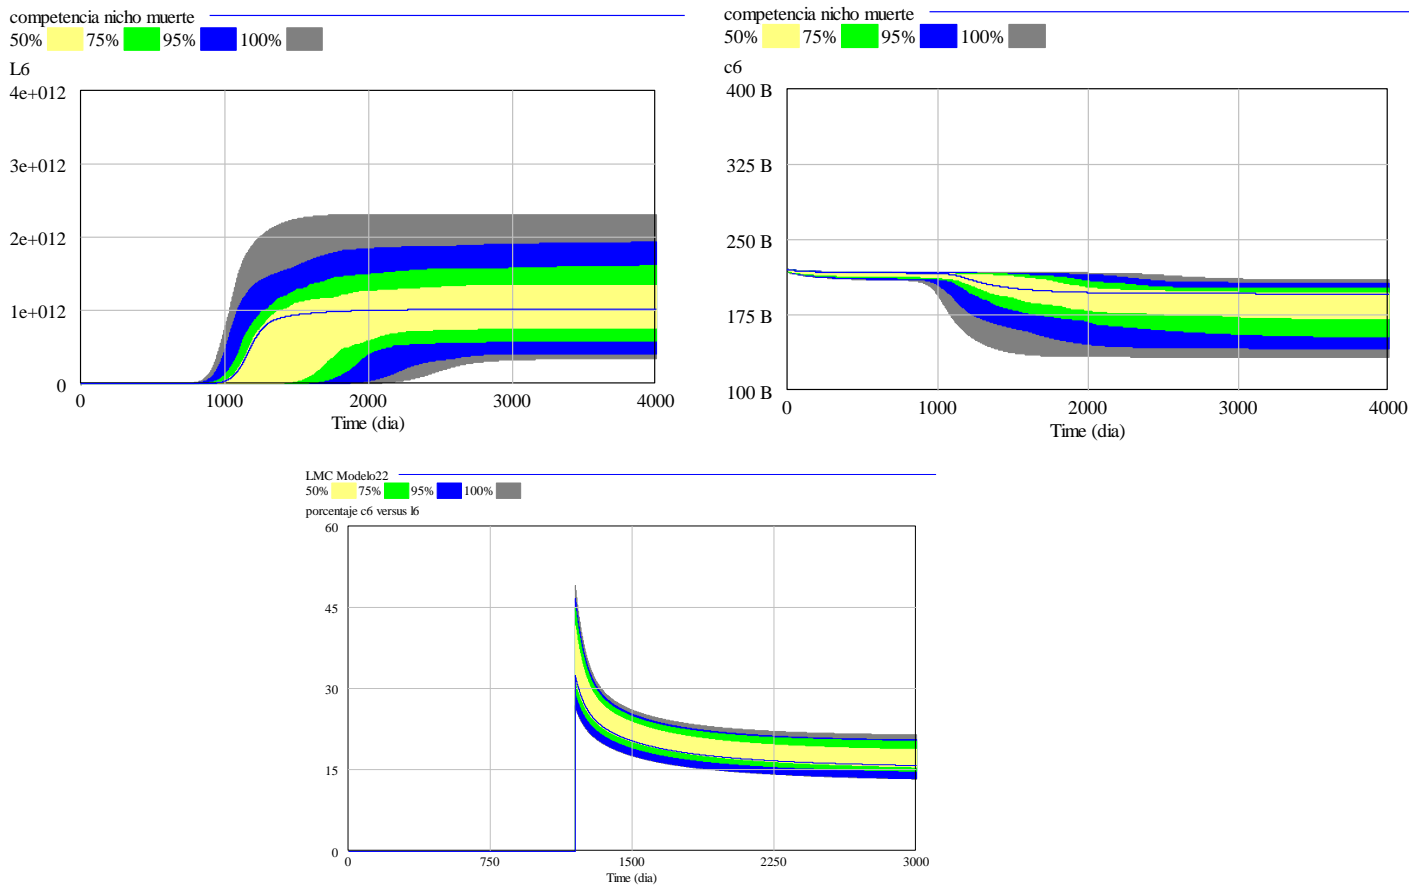 competencia nicho muerte
50% 75% 95% 100%
L6
4e+012
3e+012
2e+012
1e+012
0
0 1000 2000 3000 4000
Time (dia)
competencia nicho muerte
50% 75% 95% 100%
c6
400 B
325 B
250 B
175 B
100 B
0 1000 2000 3000 4000
Time (dia)
LMC Modelo22
50% 75% 95% 100%
porcentaje c6 versus l6
60
45
30
15
0
0 750 1500 2250 3000
Time (dia)